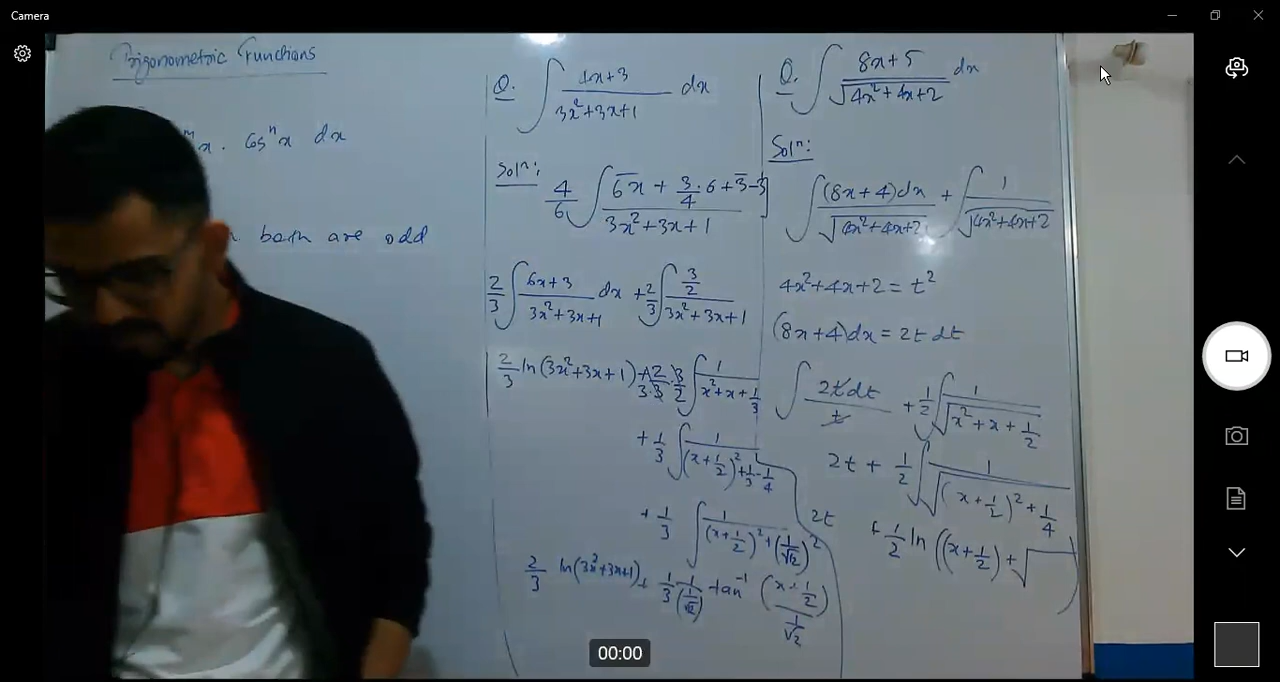 Camera
Trigonometric Functions
x. cosⁿx dx
both are odd
Q. ∫ (4x+3)/(3x²+3x+1) dx
Solⁿ:
4/6 ∫ (6x + 3/4·6 + 3-3)/(3x²+3x+1)
2/3 ∫ (6x+3)/(3x²+3x+1) dx + 2/3 ∫ (3/2)/(3x²+3x+1)
2/3 ln(3x²+3x+1) + ∫ 1/(x²+x+1/3)
+ 1/3 ∫ 1/((x+1/2)²+1/3-1/4)
+ 1/3 ∫ 1/((x+1/2)²+(1/√12)²)
2/3 ln(3x²+3x+1) + 1/3 1/(1/√12) tan⁻¹ ((x+1/2)/(1/√2))
Q. ∫ (8x+5)/√(4x²+4x+2) dx
Solⁿ:
∫ (8x+4)dx/√(4x²+4x+2) + ∫ 1/√(4x²+4x+2)
4x²+4x+2 = t²
(8x+4)dx = 2t dt
∫ 2t dt/t + 1/2 ∫ 1/√(x²+x+1/2)
2t + 1/2 ∫ 1/√((x+1/2)²+1/4)
2t + 1/2 ln ((x+1/2)+√ )
00:00